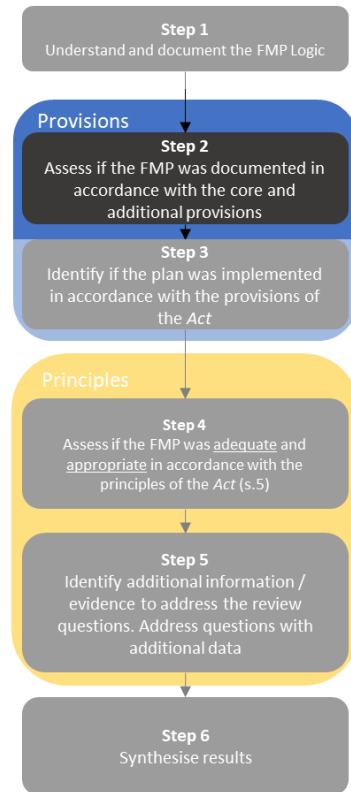 Step 1
Understand and document the FMP Logic
Provisions
Step 2
Assess if the FMP was documented in
accordance with the core and
additional provisions
Step 3
Identify if the plan was implemented
in accordance with the provisions of
the Act
Principles
Step 4
Assess if the FMP was adequate and
appropriate in accordance with the
principles of the Act (s.5)
Step 5
Identify additional information /
evidence to address the review
questions. Address questions with
additional data
Step 6
Synthesise results